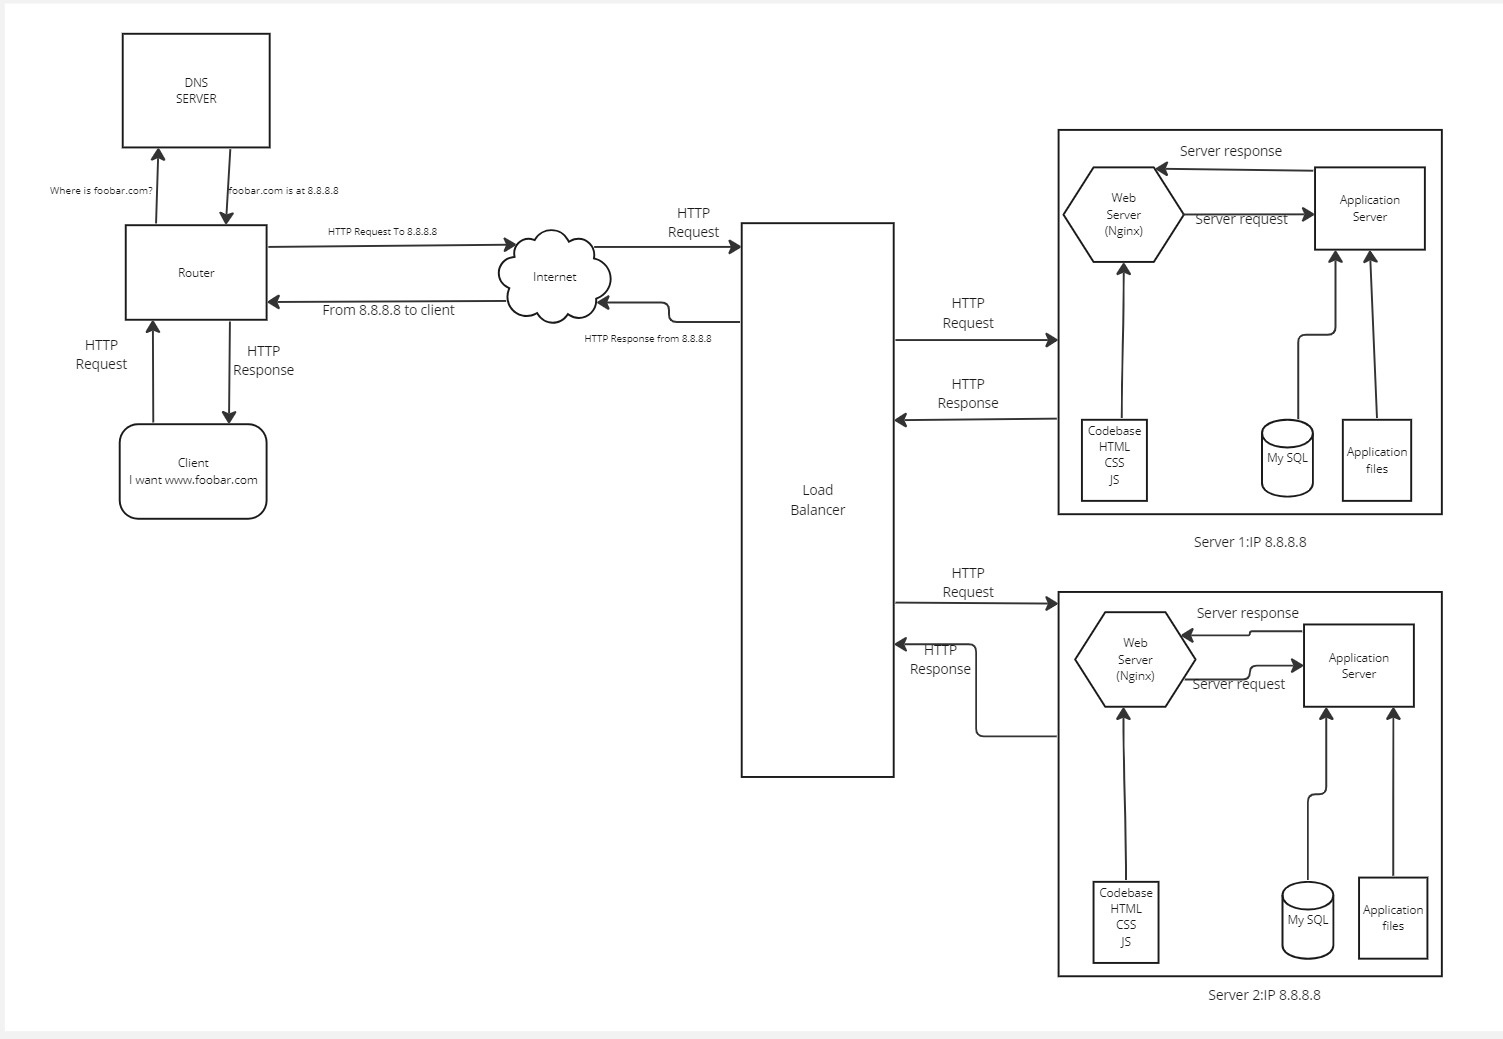 DNS
SERVER
Where is foobar.com?
foobar.com is at 8.8.8.8
Router
HTTP Request To 8.8.8.8
From 8.8.8.8 to client
HTTP
Request
HTTP
Response
Client
I want www.foobar.com
Internet
HTTP
Request
HTTP Response from 8.8.8.8
Load
Balancer
HTTP
Request
HTTP
Response
HTTP
Request
HTTP
Response
Server response
Web
Server
(Nginx)
Server request
Application
Server
Codebase
HTML
CSS
JS
My SQL
Application
files
Server 1:IP 8.8.8.8
Server response
Web
Server
(Nginx)
Server request
Application
Server
Codebase
HTML
CSS
JS
My SQL
Application
files
Server 2:IP 8.8.8.8